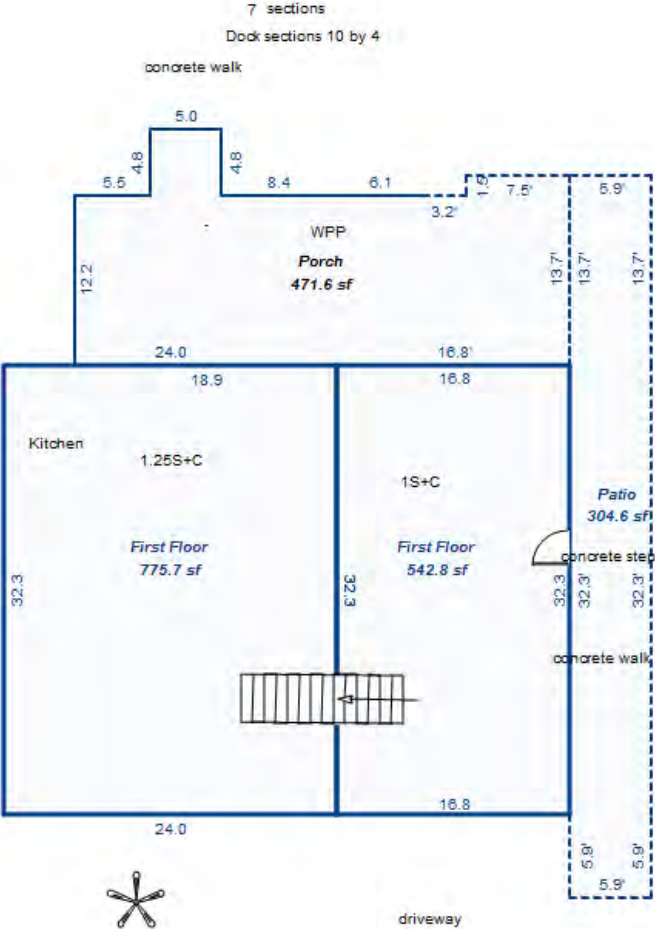 7 sections
Dock sections 10 by 4
concrete walk
5.0
4.8
4.8
5.5
8.4
6.1
3.2'
1.5'
7.5'
5.9'
WPP
Porch
471.6 sf
12.2
13.7'
13.7'
13.7'
24.0
16.8'
18.9
16.8
Kitchen
1.25S+C
1S+C
Patio
304.6 sf
First Floor
775.7 sf
First Floor
542.8 sf
concrete step
32.3
32.3
32.3
32.3'
32.3'
concrete walk
16.8
24.0
5.9'
5.9'
5.9'
driveway